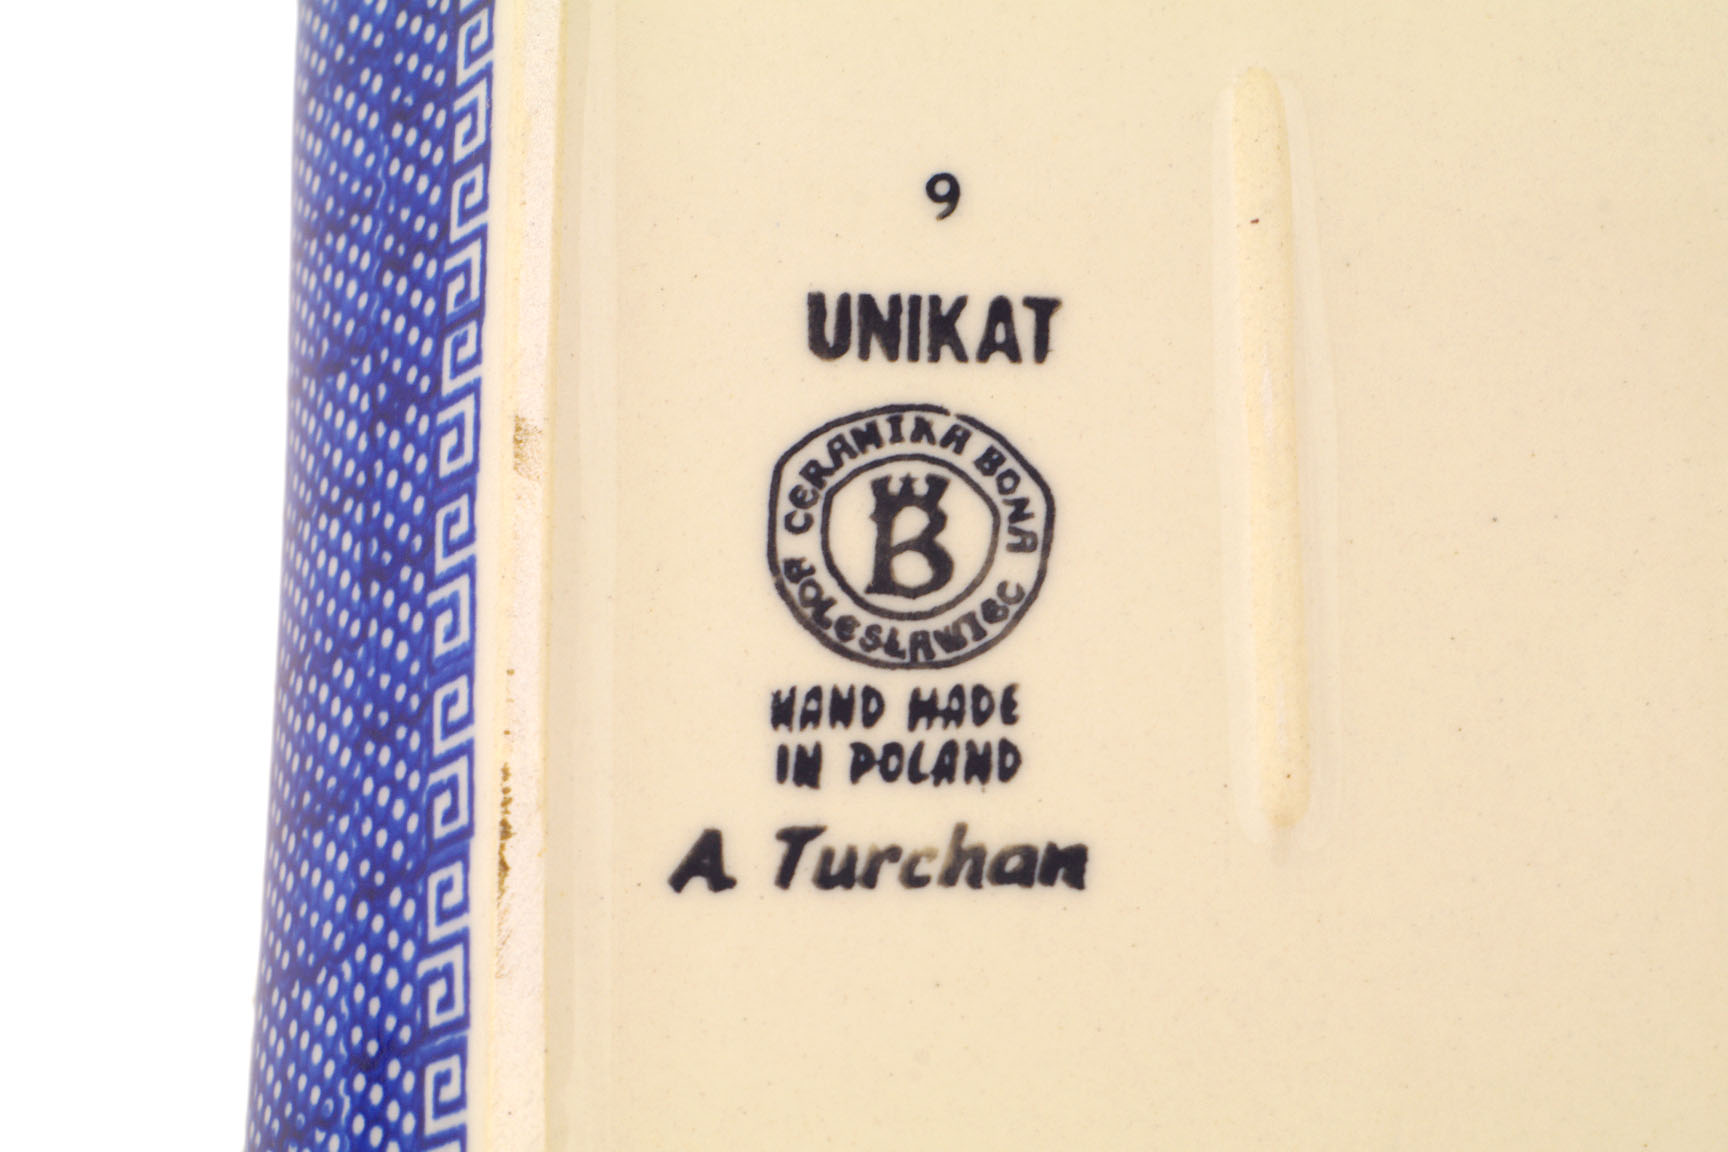 9
UNIKAT
CERAMIKA BONA
BOLESŁAWIEC
B
HAND MADE
IN POLAND
A Turchan